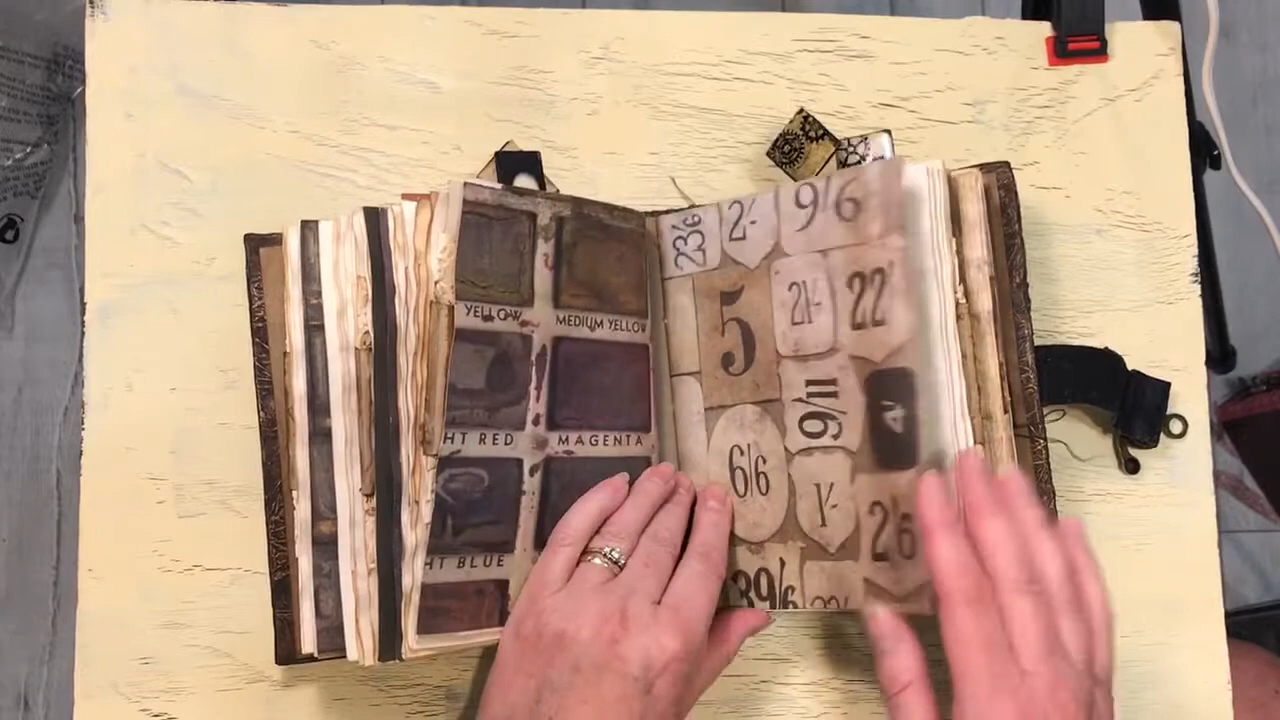 YELLOW
MEDIUM YELLOW
HT RED
MAGENTA
HT BLUE
23/6
2/-
9/6
5
21/-
22/
9/11
4/
6/6
1/-
2/6
39/6